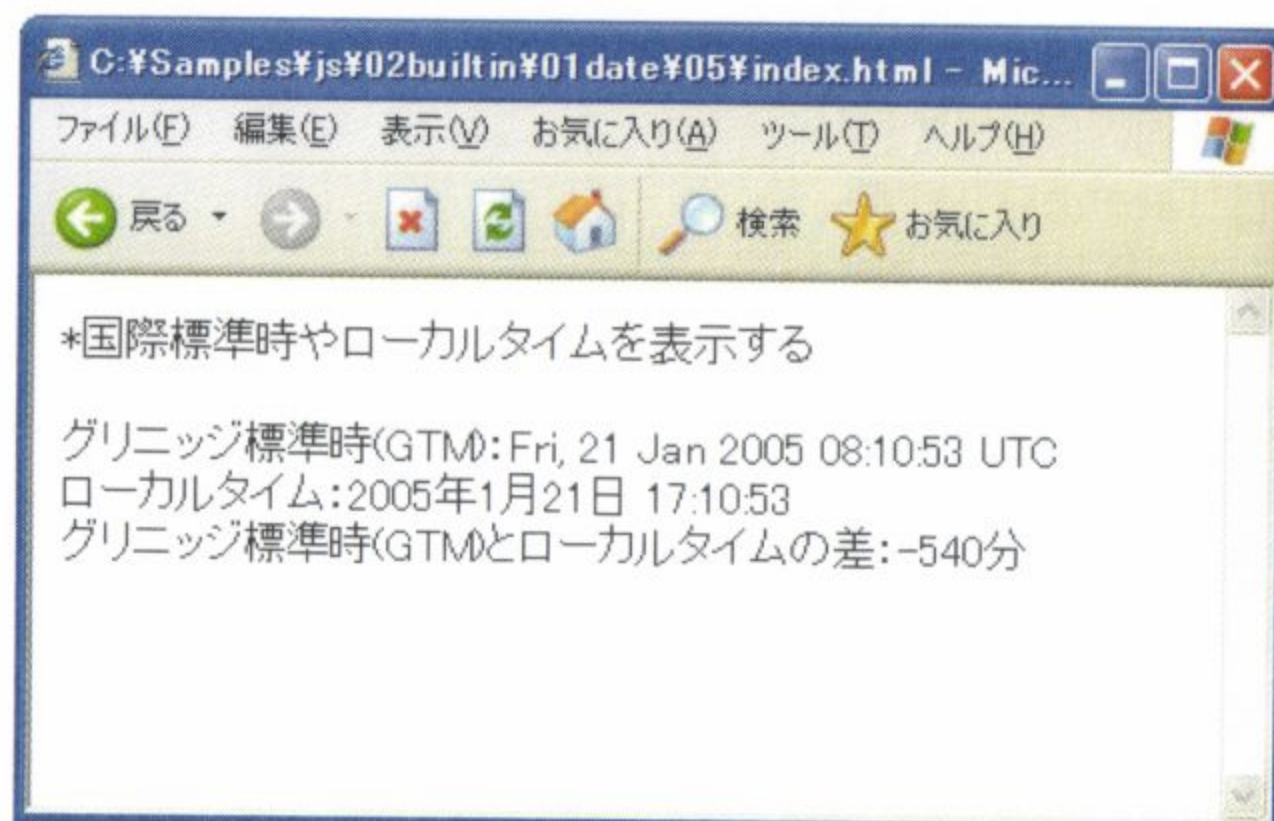 C:¥Samples¥js¥02builtin¥01date¥05¥index.html - Mic...
ファイル(F) 編集(E) 表示(V) お気に入り(A) ツール(T) ヘルプ(H)
戻る 検索 お気に入り
*国際標準時やローカルタイムを表示する
グリニッジ標準時(GTM):Fri, 21 Jan 2005 08:10:53 UTC
ローカルタイム:2005年1月21日 17:10:53
グリニッジ標準時(GTM)とローカルタイムの差:-540分